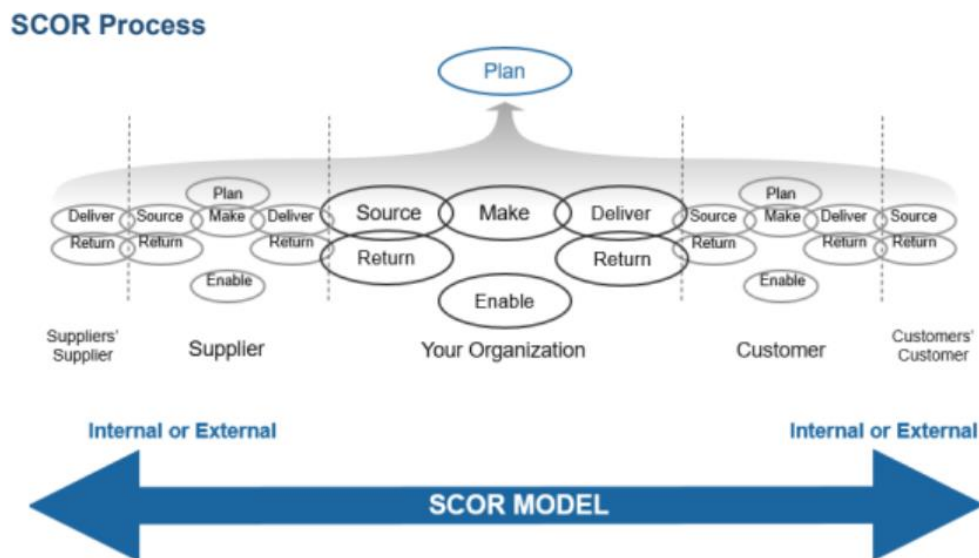 SCOR Process
Plan
Plan
Plan
Deliver Source Make Deliver Source Make Deliver Source Make Deliver Source
Return Return Return Return Return Return Return Return
Enable Enable Enable
Suppliers' Supplier Your Organization Customer Customers'
Supplier Customer
Internal or External Internal or External
SCOR MODEL